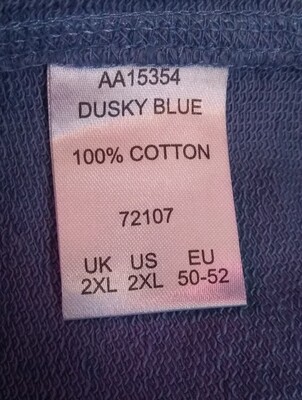 AA15354
DUSKY BLUE
100% COTTON
72107
UK US EU
2XL 2XL 50-52